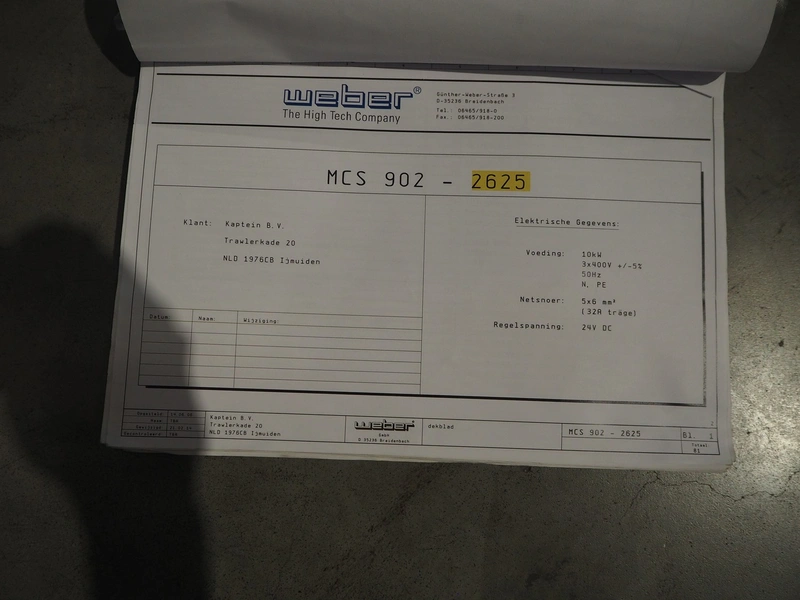 weber®
The High Tech Company
Günther-Weber-Straße 3
D-35236 Breidenbach
Tel.: 06465/918-0
Fax.: 06465/918-200
MCS 902 - 2625
Klant: Kaptein B.V.
Trawlerkade 20
NLD 1976CB Ijmuiden
Elektrische Gegevens:
Voeding: 10kW
3x400V +/-5%
50Hz
N, PE
Netsnoer: 5x6 mm²
(32A träge)
Regelspanning: 24V DC
Datum: Naam: Wijziging:
Kaptein B.V.
Trawlerkade 20
NLD 1976CB Ijmuiden
weber
GmbH
D 35236 Breidenbach
dekblad
MCS 902 - 2625
Bl. 1